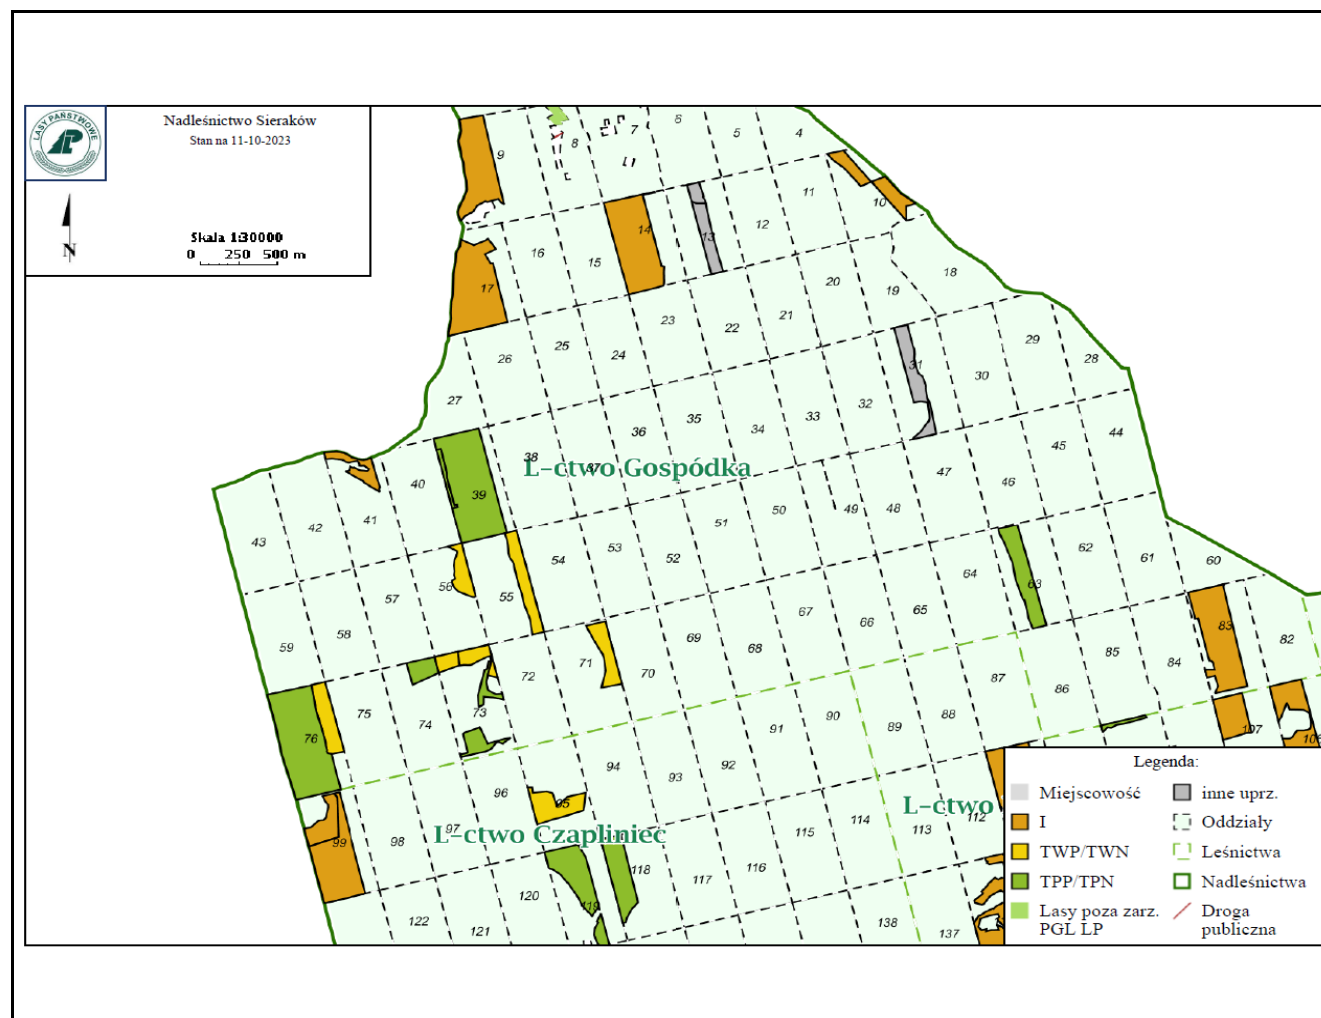 LASY PAŃSTWOWE
Nadleśnictwo Sieraków
Stan na 11-10-2023
N
Skala 1:30000
0 250 500 m
9 8 7 6 5 4
16 15 14 13 12 11 10
17
26 25 24 23 22 21 20 19 18
27
38 37 36 35 34 33 32 31 30 29 28
L-ctwo Gospódka
43 42 41 40 39
54 53 52 51 50 49 48 47 46 45 44
59 58 57 56 55
72 71 70 69 68 67 66 65 64 63 62 61 60
76 75 74 73
96 95 94 93 92 91 90 89 88 87 86 85 84 83 82
107
L-ctwo
L-ctwo Czapliniec
99 98 97
120 119 118 117 116 115 114 113 112
122 121
138 137
Legenda:
Miejscowość
I
TWP/TWN
TPP/TPN
Lasy poza zarz.
PGL LP
inne uprz.
Oddziały
Leśnictwa
Nadleśnictwa
Droga
publiczna